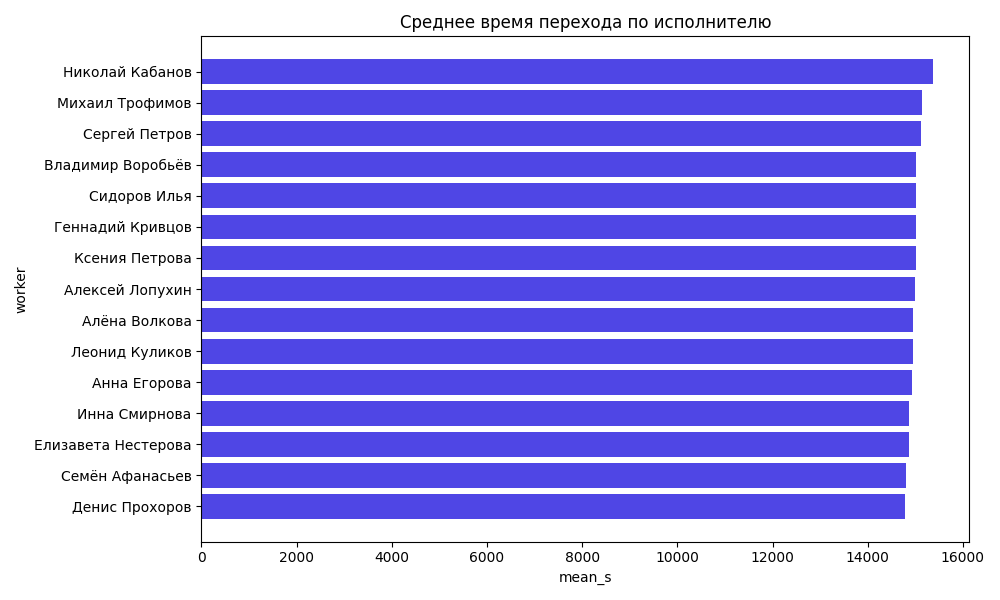 Среднее время перехода по исполнителю
worker
Николай Кабанов
Михаил Трофимов
Сергей Петров
Владимир Воробьёв
Сидоров Илья
Геннадий Кривцов
Ксения Петрова
Алексей Лопухин
Алёна Волкова
Леонид Куликов
Анна Егорова
Инна Смирнова
Елизавета Нестерова
Семён Афанасьев
Денис Прохоров
0 2000 4000 6000 8000 10000 12000 14000 16000
mean_s